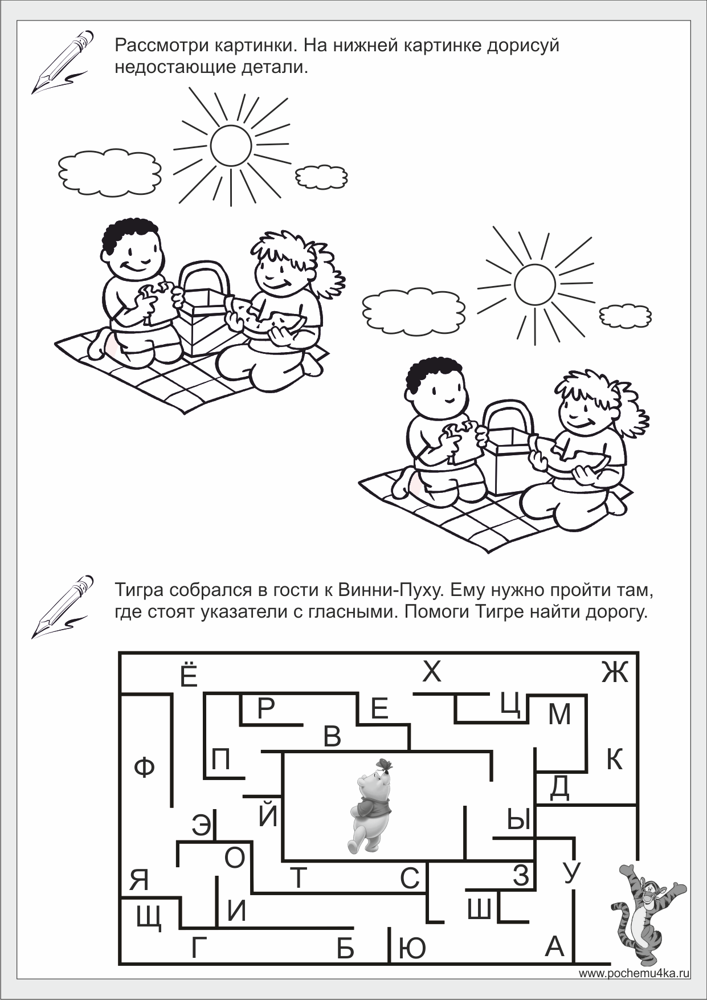 Рассмотри картинки. На нижней картинке дорисуй
недостающие детали.
Тигра собрался в гости к Винни-Пуху. Ему нужно пройти там,
где стоят указатели с гласными. Помоги Тигре найти дорогу.
Ё Х Ж
Р Е Ц М
В
Ф П К
Д
Э Й Ы
О
Я Т С З У
Щ И Ш
Г Б Ю А
www.pochemu4ka.ru